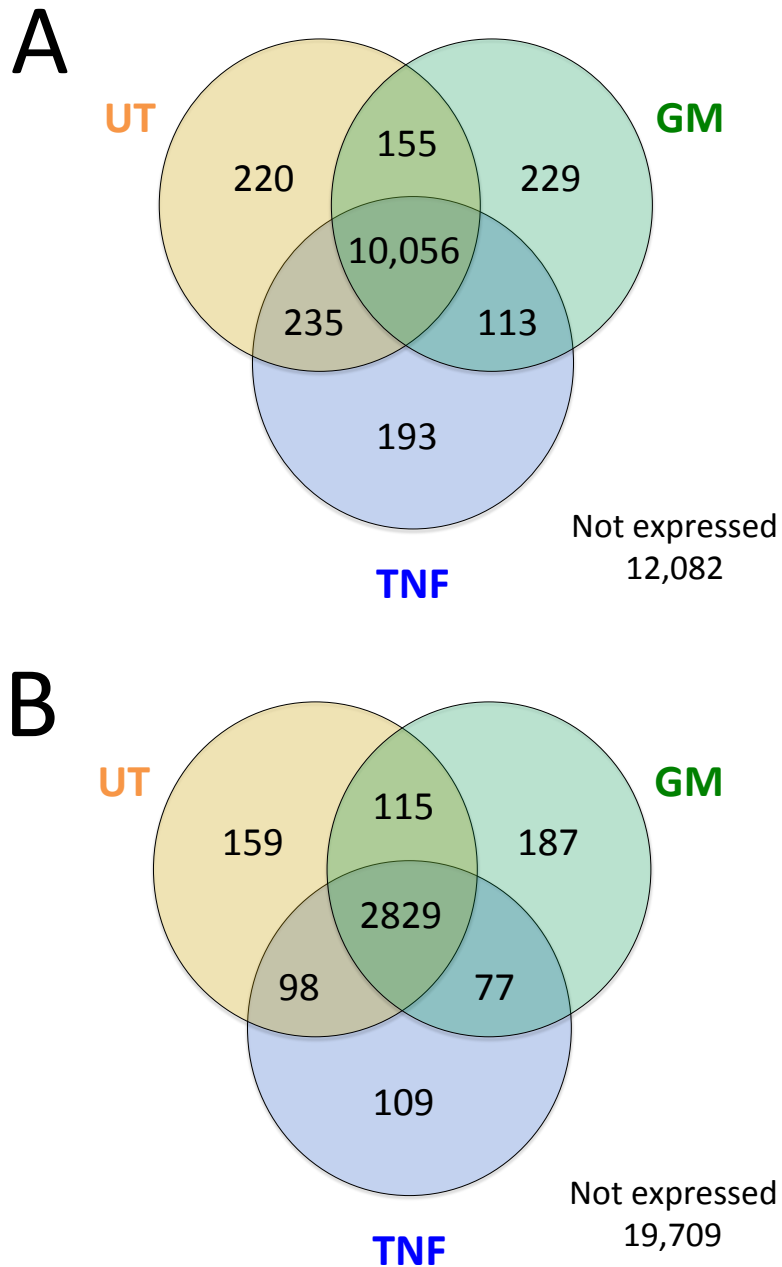 A
UT
GM
155
220
229
10,056
235
113
193
Not expressed
12,082
TNF
B
UT
GM
115
159
187
2829
98
77
109
Not expressed
19,709
TNF